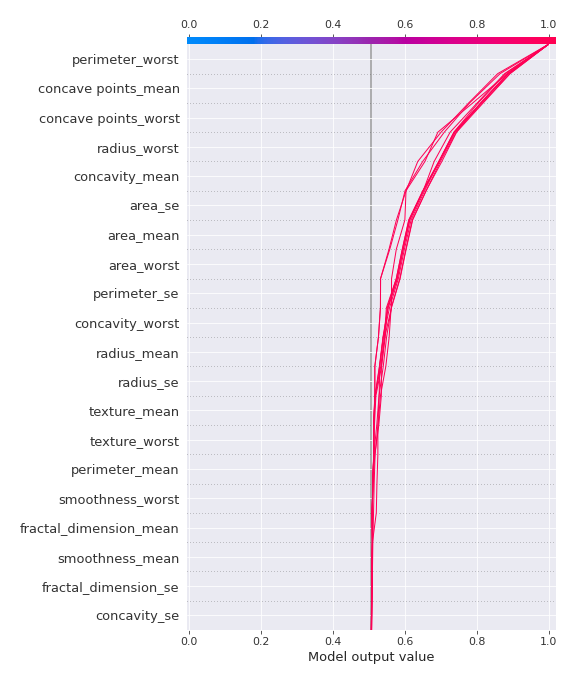 0.0 0.2 0.4 0.6 0.8 1.0
perimeter_worst
concave points_mean
concave points_worst
radius_worst
concavity_mean
area_se
area_mean
area_worst
perimeter_se
concavity_worst
radius_mean
radius_se
texture_mean
texture_worst
perimeter_mean
smoothness_worst
fractal_dimension_mean
smoothness_mean
fractal_dimension_se
concavity_se
0.0 0.2 0.4 0.6 0.8 1.0
Model output value